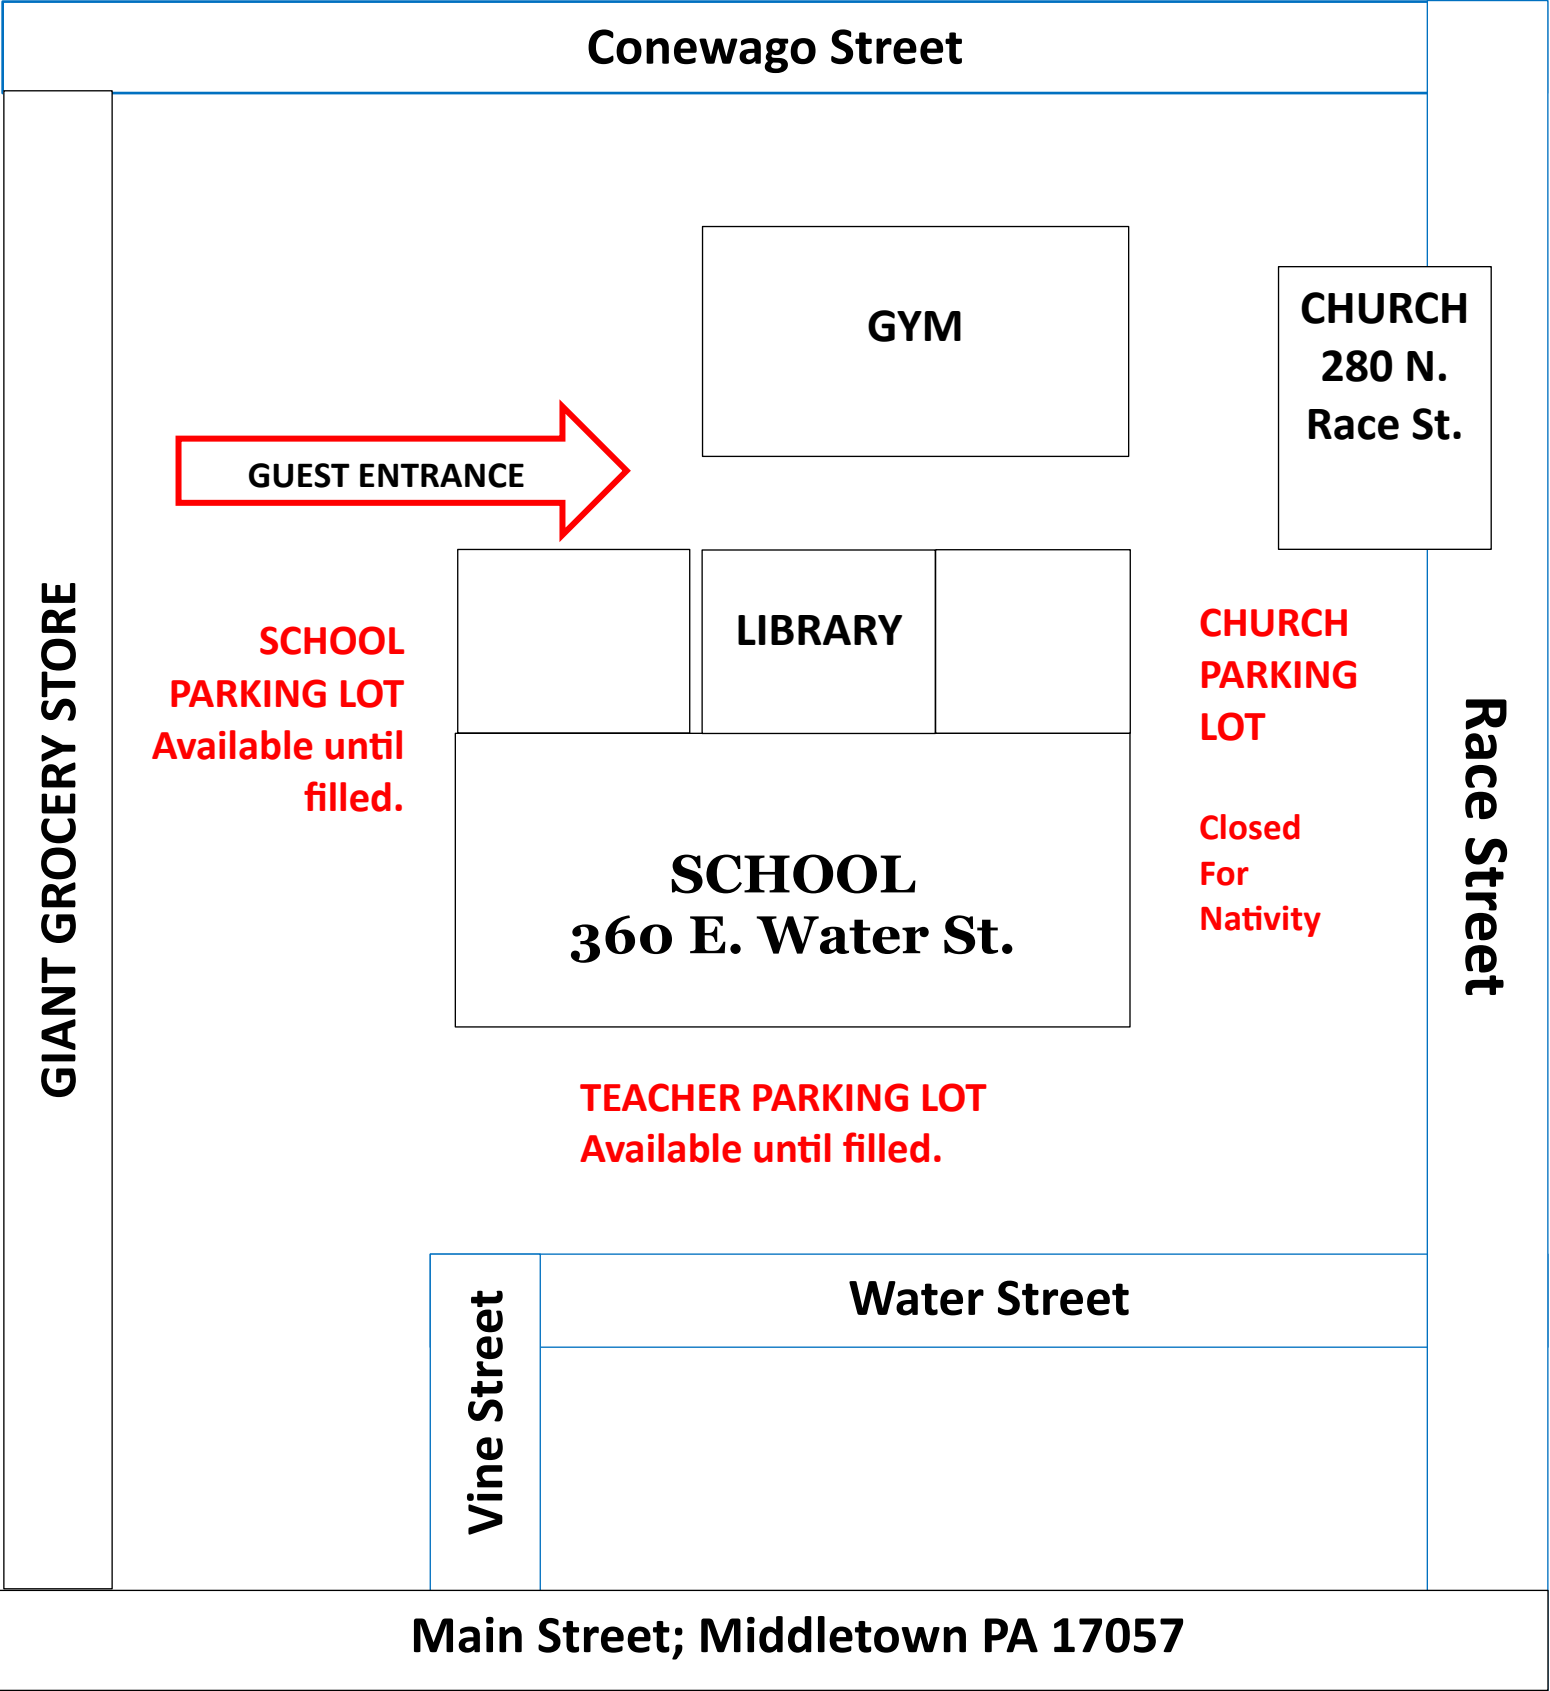 Conewago Street
GYM
CHURCH
280 N.
Race St.
GUEST ENTRANCE
GIANT GROCERY STORE
SCHOOL
PARKING LOT
Available until
filled.
LIBRARY
CHURCH
PARKING
LOT
Closed
For
Nativity
Race Street
SCHOOL
360 E. Water St.
TEACHER PARKING LOT
Available until filled.
Vine Street
Water Street
Main Street; Middletown PA 17057